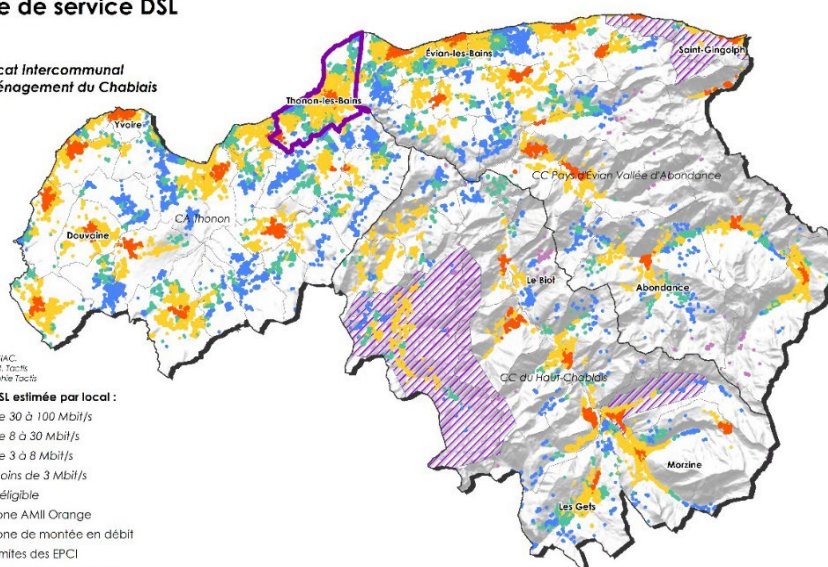 e de service DSL
cat Intercommunal
énagement du Chablais
Évian-les-Bains
Saint-Gingolph
Thonon-les-Bains
Yvoire
CC Pays d'Évian Vallée d'Abondance
CA Thonon
Douvaine
Le Biot
Abondance
IAC.
t. Tactis
hie Tactis
CC du Haut-Chablais
SL estimée par local :
e 30 à 100 Mbit/s
e 8 à 30 Mbit/s
e 3 à 8 Mbit/s
oins de 3 Mbit/s
éligible
one AMII Orange
one de montée en débit
mites des EPCI
Morzine
Les Gets